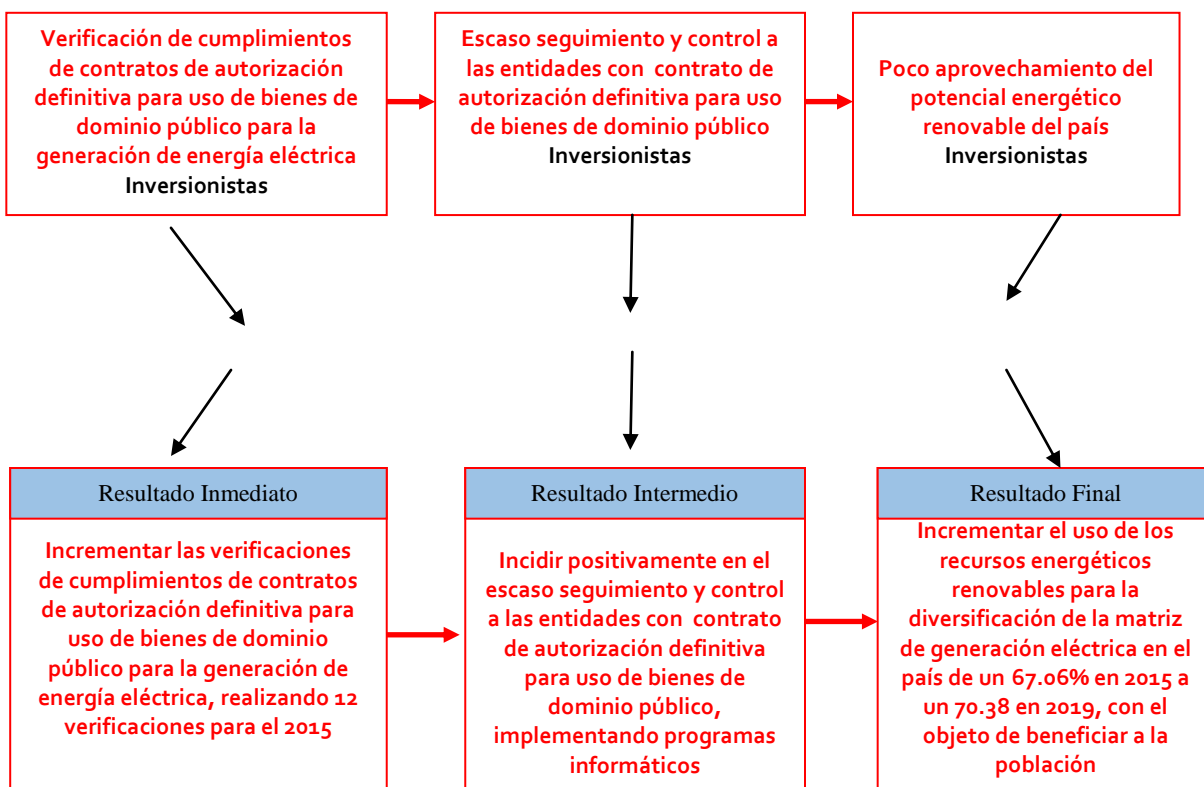 Verificación de cumplimientos
de contratos de autorización
definitiva para uso de bienes de
dominio público para la
generación de energía eléctrica
Inversionistas
Escaso seguimiento y control a
las entidades con contrato de
autorización definitiva para uso
de bienes de dominio público
Inversionistas
Poco aprovechamiento del
potencial energético
renovable del país
Inversionistas
Resultado Inmediato
Incrementar las verificaciones
de cumplimientos de contratos
de autorización definitiva para
uso de bienes de dominio
público para la generación de
energía eléctrica, realizando 12
verificaciones para el 2015
Resultado Intermedio
Incidir positivamente en el
escaso seguimiento y control
a las entidades con contrato
de autorización definitiva
para uso de bienes de
dominio público,
implementando programas
informáticos
Resultado Final
Incrementar el uso de los
recursos energéticos
renovables para la
diversificación de la matriz
de generación eléctrica en el
país de un 67.06% en 2015 a
un 70.38 en 2019, con el
objeto de beneficiar a la
población